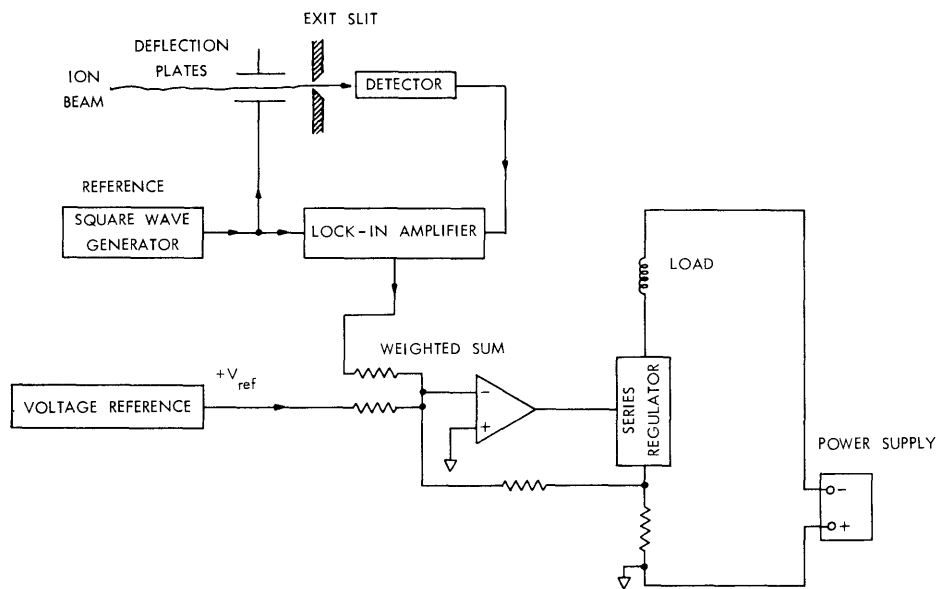 EXIT SLIT
DEFLECTION
PLATES
ION
BEAM
DETECTOR
REFERENCE
SQUARE WAVE
GENERATOR
LOCK-IN AMPLIFIER
LOAD
WEIGHTED SUM
+Vref
VOLTAGE REFERENCE
-
+
SERIES
REGULATOR
POWER SUPPLY
-
+